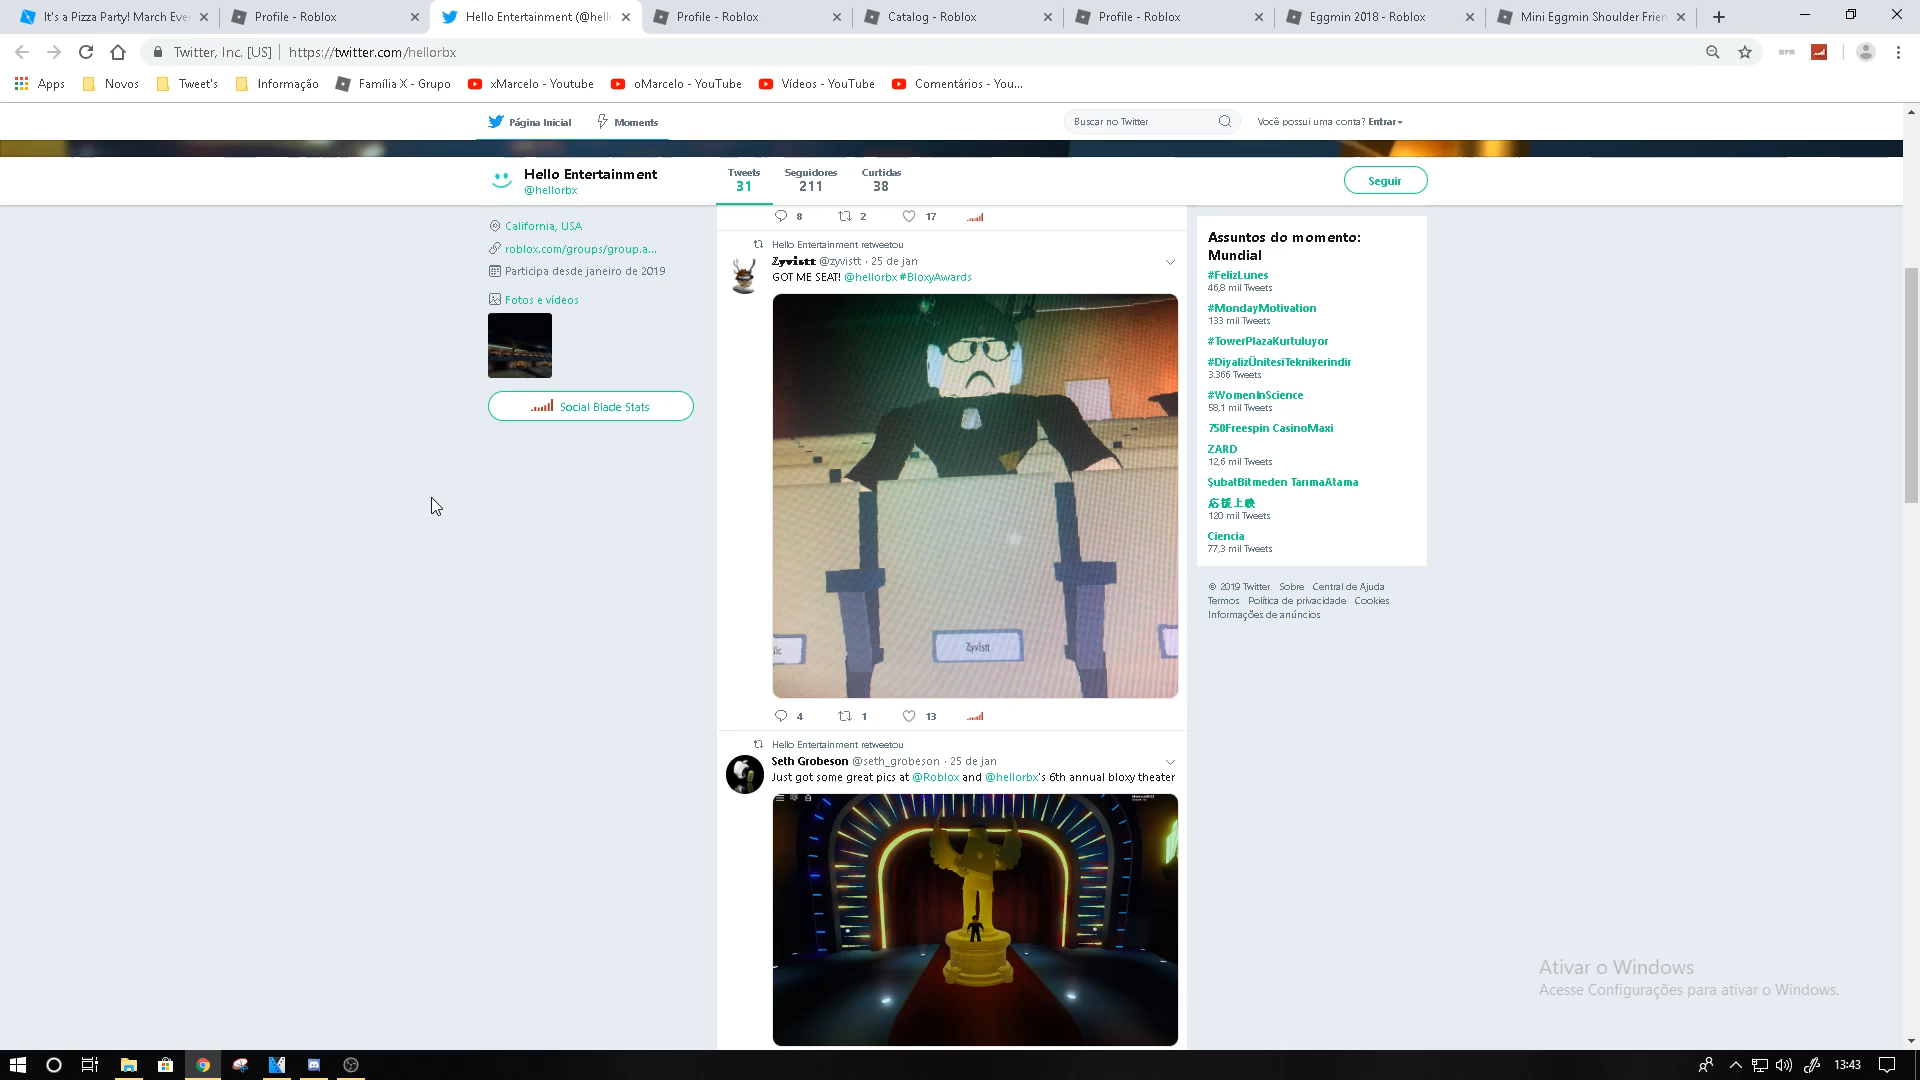 It's a Pizza Party! March Eve
Profile - Roblox
Hello Entertainment (@hell
Profile - Roblox
Catalog - Roblox
Profile - Roblox
Eggmin 2018 - Roblox
Mini Eggmin Shoulder Frie
Twitter, Inc. [US]
https://twitter.com/hellorbx
Apps
Novos
Tweet's
Informação
Família X - Grupo
xMarcelo - Youtube
oMarcelo - YouTube
Vídeos - YouTube
Comentários - You...
Página Inicial
Moments
Buscar no Twitter
Você possui uma conta? Entrar
Hello Entertainment
@hellorbx
Tweets
31
Seguidores
211
Curtidas
38
Seguir
California, USA
roblox.com/groups/group.a...
Participa desde janeiro de 2019
Fotos e vídeos
Social Blade Stats
8 2 17
Hello Entertainment retweetou
Zyvistt @zyvistt · 25 de jan
GOT ME SEAT! @hellorbx #BloxyAwards
Zyvistt
4 1 13
Hello Entertainment retweetou
Seth Grobeson @seth_grobeson · 25 de jan
Just got some great pics at @Roblox and @hellorbx's 6th annual bloxy theater
Assuntos do momento:
Mundial
#FelizLunes
46,8 mil Tweets
#MondayMotivation
133 mil Tweets
#TowerPlazaKurtuluyor
#DiyalizÜnitesiTeknikerindir
3.366 Tweets
#WomenInScience
58,1 mil Tweets
750Freespin CasinoMaxi
ZARD
12,6 mil Tweets
ŞubatBitmeden TarımaAtama
応援上映
120 mil Tweets
Ciencia
77,3 mil Tweets
© 2019 Twitter Sobre Central de Ajuda
Termos Política de privacidade Cookies
Informações de anúncios
Ativar o Windows
Acesse Configurações para ativar o Windows.
13:43